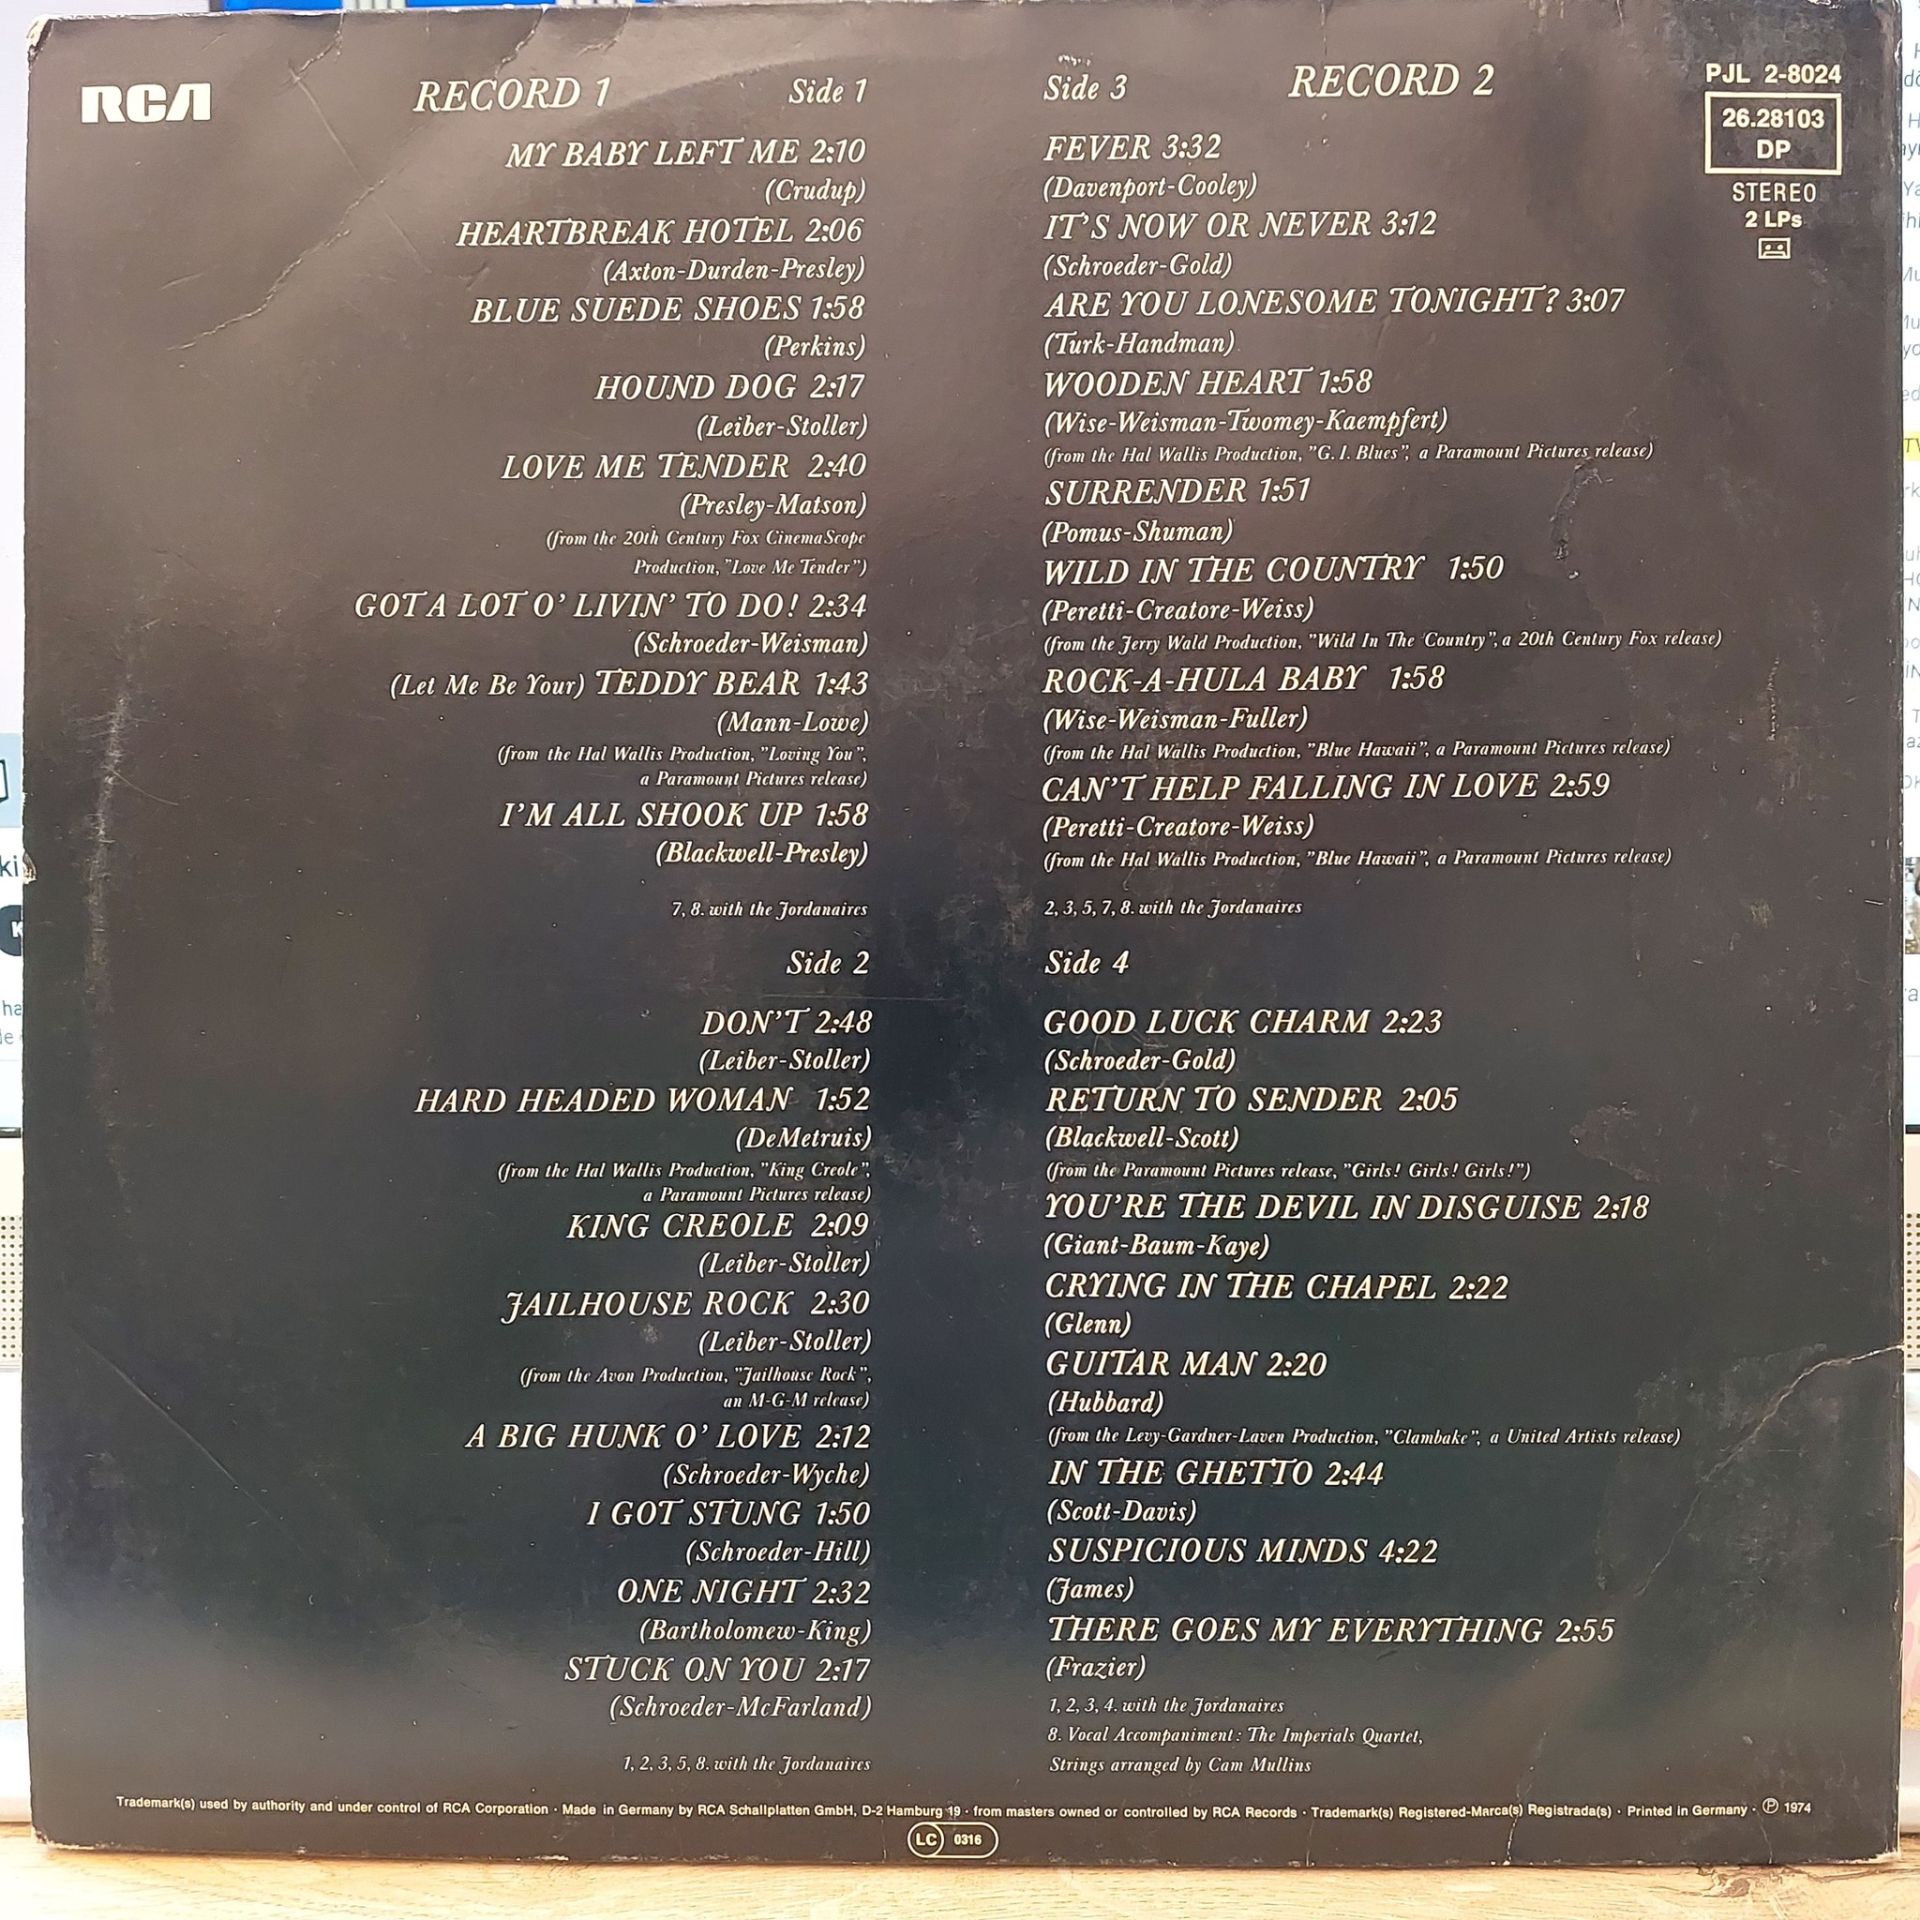 RCA
RECORD 1
Side 1
MY BABY LEFT ME 2:10
(Crudup)
HEARTBREAK HOTEL 2:06
(Axton-Durden-Presley)
BLUE SUEDE SHOES 1:58
(Perkins)
HOUND DOG 2:17
(Leiber-Stoller)
LOVE ME TENDER 2:40
(Presley-Matson)
(from the 20th Century Fox CinemaScope
Production, "Love Me Tender")
GOT A LOT O' LIVIN' TO DO! 2:34
(Schroeder-Weisman)
(Let Me Be Your) TEDDY BEAR 1:43
(Mann-Lowe)
(from the Hal Wallis Production, "Loving You",
a Paramount Pictures release)
I'M ALL SHOOK UP 1:58
(Blackwell-Presley)
7, 8. with the Jordanaires
Side 2
DON'T 2:48
(Leiber-Stoller)
HARD HEADED WOMAN 1:52
(DeMetruis)
(from the Hal Wallis Production, "King Creole",
a Paramount Pictures release)
KING CREOLE 2:09
(Leiber-Stoller)
JAILHOUSE ROCK 2:30
(Leiber-Stoller)
(from the Avon Production, "Jailhouse Rock",
an M-G-M release)
A BIG HUNK O' LOVE 2:12
(Schroeder-Wyche)
I GOT STUNG 1:50
(Schroeder-Hill)
ONE NIGHT 2:32
(Bartholomew-King)
STUCK ON YOU 2:17
(Schroeder-McFarland)
1, 2, 3, 5, 8. with the Jordanaires
Side 3
RECORD 2
FEVER 3:32
(Davenport-Cooley)
IT'S NOW OR NEVER 3:12
(Schroeder-Gold)
ARE YOU LONESOME TONIGHT? 3:07
(Turk-Handman)
WOODEN HEART 1:58
(Wise-Weisman-Twomey-Kaempfert)
(from the Hal Wallis Production, "G. I. Blues", a Paramount Pictures release)
SURRENDER 1:51
(Pomus-Shuman)
WILD IN THE COUNTRY 1:50
(Peretti-Creatore-Weiss)
(from the Jerry Wald Production, "Wild In The Country", a 20th Century Fox release)
ROCK-A-HULA BABY 1:58
(Wise-Weisman-Fuller)
(from the Hal Wallis Production, "Blue Hawaii", a Paramount Pictures release)
CAN'T HELP FALLING IN LOVE 2:59
(Peretti-Creatore-Weiss)
(from the Hal Wallis Production, "Blue Hawaii", a Paramount Pictures release)
2, 3, 5, 7, 8. with the Jordanaires
Side 4
GOOD LUCK CHARM 2:23
(Schroeder-Gold)
RETURN TO SENDER 2:05
(Blackwell-Scott)
(from the Paramount Pictures release, "Girls! Girls! Girls!")
YOU'RE THE DEVIL IN DISGUISE 2:18
(Giant-Baum-Kaye)
CRYING IN THE CHAPEL 2:22
(Glenn)
GUITAR MAN 2:20
(Hubbard)
(from the Levy-Gardner-Laven Production, "Clambake", a United Artists release)
IN THE GHETTO 2:44
(Scott-Davis)
SUSPICIOUS MINDS 4:22
(James)
THERE GOES MY EVERYTHING 2:55
(Frazier)
1, 2, 3, 4. with the Jordanaires
8. Vocal Accompaniment: The Imperials Quartet,
Strings arranged by Cam Mullins
PJL 2-8024
26.28103
DP
STEREO
2 LPs
Trademark(s) used by authority and under control of RCA Corporation · Made in Germany by RCA Schallplatten GmbH, D-2 Hamburg 19 · from masters owned or controlled by RCA Records · Trademark(s) Registered-Marca(s) Registrada(s) · Printed in Germany · ℗ 1974
LC 0316